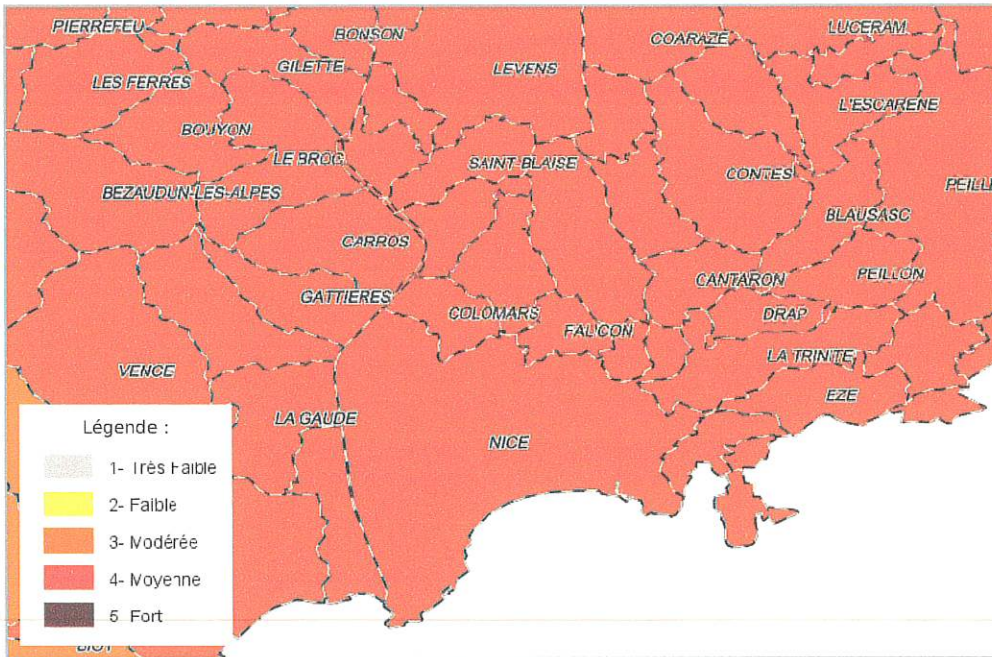 PIERREFEU
BONSON
COARAZE
LUCERAM
GILETTE
LEVENS
LES FERRES
L'ESCARENE
BOUYON
LE BROC
SAINT BLAISE
CONTES
BEZAUDUN-LES-ALPES
PEILL
BLAUSASC
CARROS
CANTARON
PEILLON
GATTIERES
COLOMARS
DRAP
FALICON
LA TRINITE
VENCE
EZE
LA GAUDE
NICE
Légende :
1- Très Faible
2- Faible
3- Modérée
4- Moyenne
5 Fort
BIOT